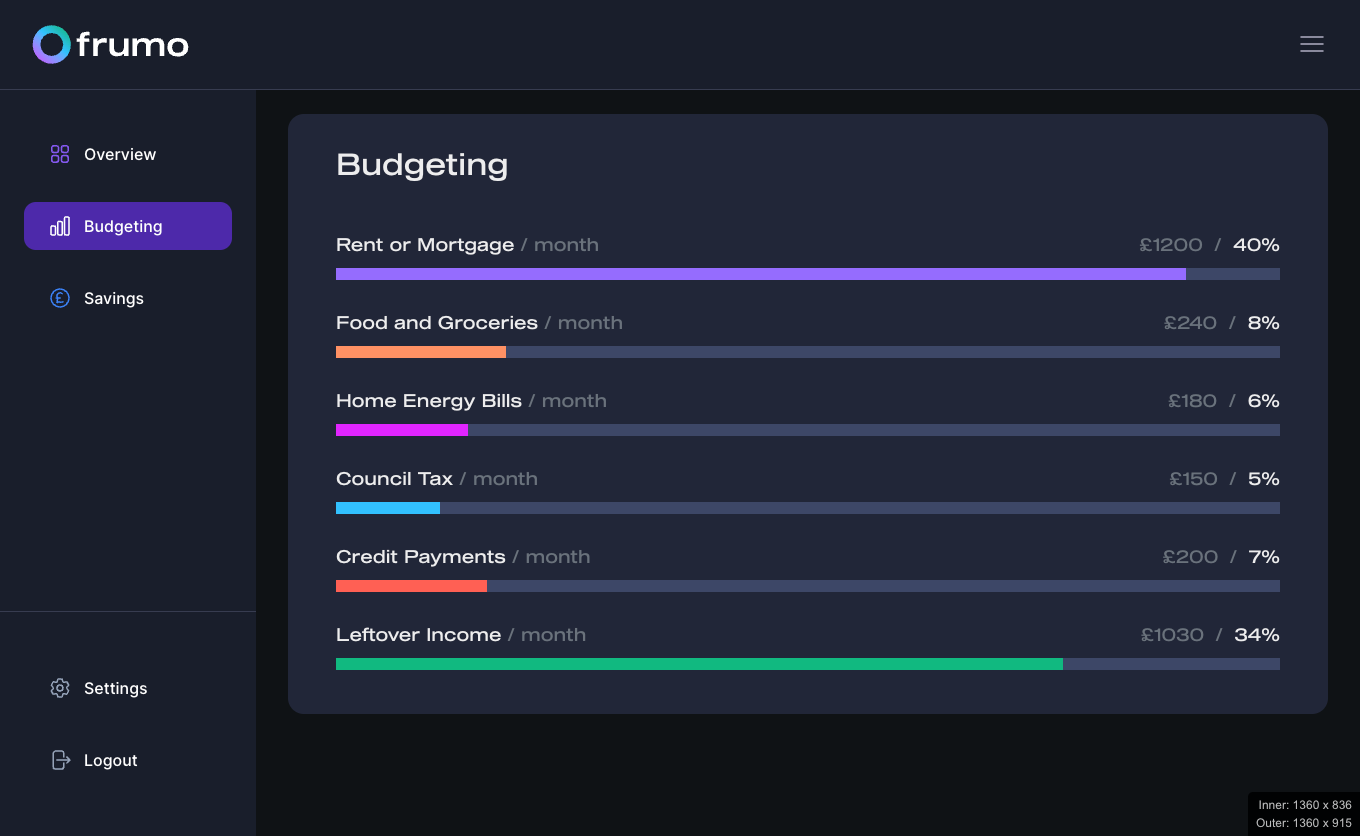 frumo
Overview
Budgeting
Savings
Settings
Logout
Budgeting
Rent or Mortgage / month £1200 / 40%
Food and Groceries / month £240 / 8%
Home Energy Bills / month £180 / 6%
Council Tax / month £150 / 5%
Credit Payments / month £200 / 7%
Leftover Income / month £1030 / 34%
Inner: 1360 x 836
Outer: 1360 x 915